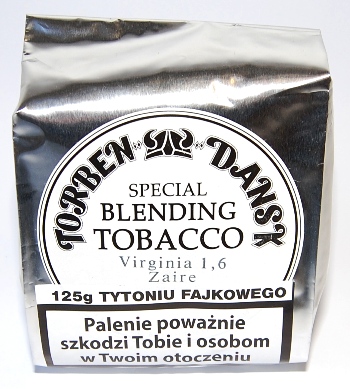 TORBEN DANSK
SPECIAL
BLENDING
TOBACCO
Virginia 1,6
Zaire
125g TYTONIU FAJKOWEGO
Palenie poważnie
szkodzi Tobie i osobom
w Twoim otoczeniu